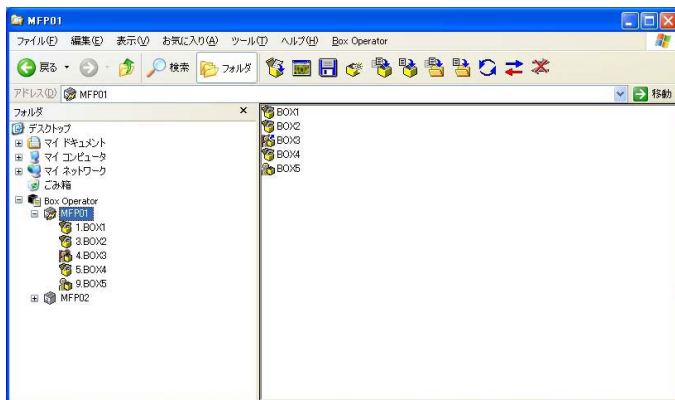 MFP01
ファイル(F) 編集(E) 表示(V) お気に入り(A) ツール(T) ヘルプ(H) Box Operator
戻る 検索 フォルダ
アドレス(D) MFP01 移動
フォルダ ×
デスクトップ
マイ ドキュメント
マイ コンピュータ
マイ ネットワーク
ごみ箱
Box Operator
MFP01
1.BOX1
3.BOX2
4.BOX3
5.BOX4
9.BOX5
MFP02
BOX1
BOX2
BOX3
BOX4
BOX5